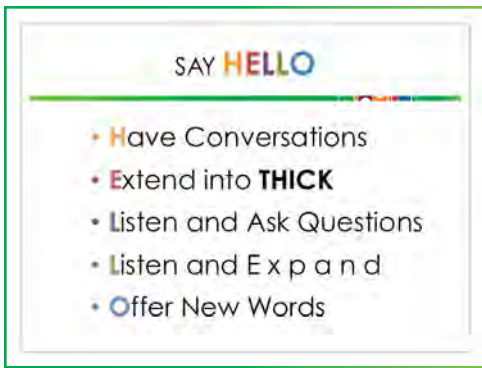 SAY HELLO
• Have Conversations
• Extend into THICK
• Listen and Ask Questions
• Listen and E x p a n d
• Offer New Words